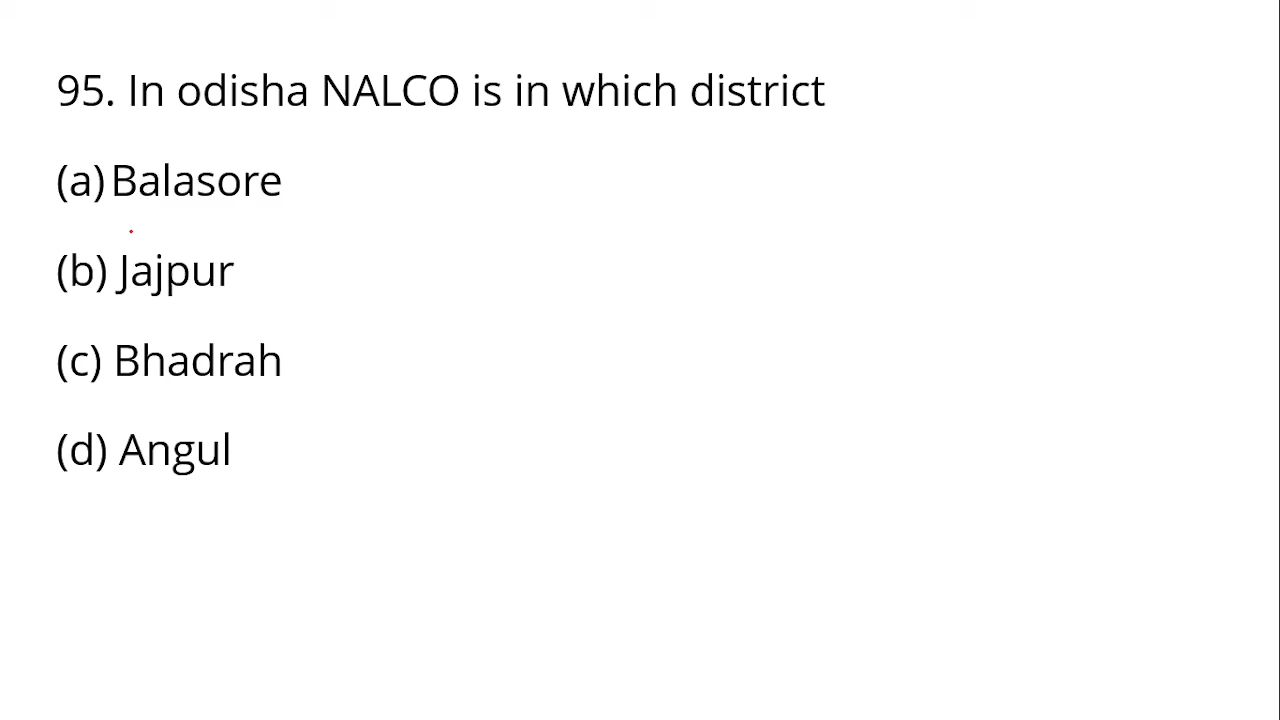 95. In odisha NALCO is in which district
(a) Balasore
(b) Jajpur
(c) Bhadrah
(d) Angul